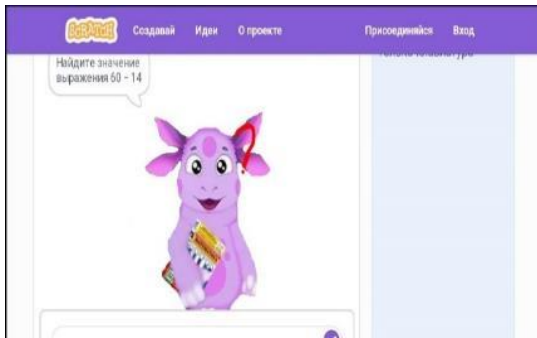 SCRATCH Создавай Идеи О проекте Присоединяйся Вход
Найдите значение
выражения 60 - 14